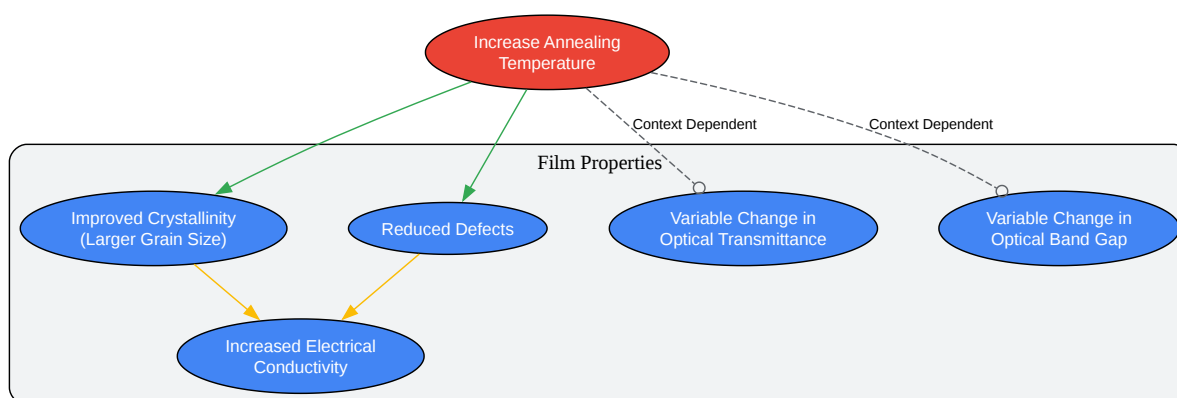 Increase Annealing
Temperature
Context Dependent
Context Dependent
Film Properties
Improved Crystallinity
(Larger Grain Size)
Reduced Defects
Variable Change in
Optical Transmittance
Variable Change in
Optical Band Gap
Increased Electrical
Conductivity